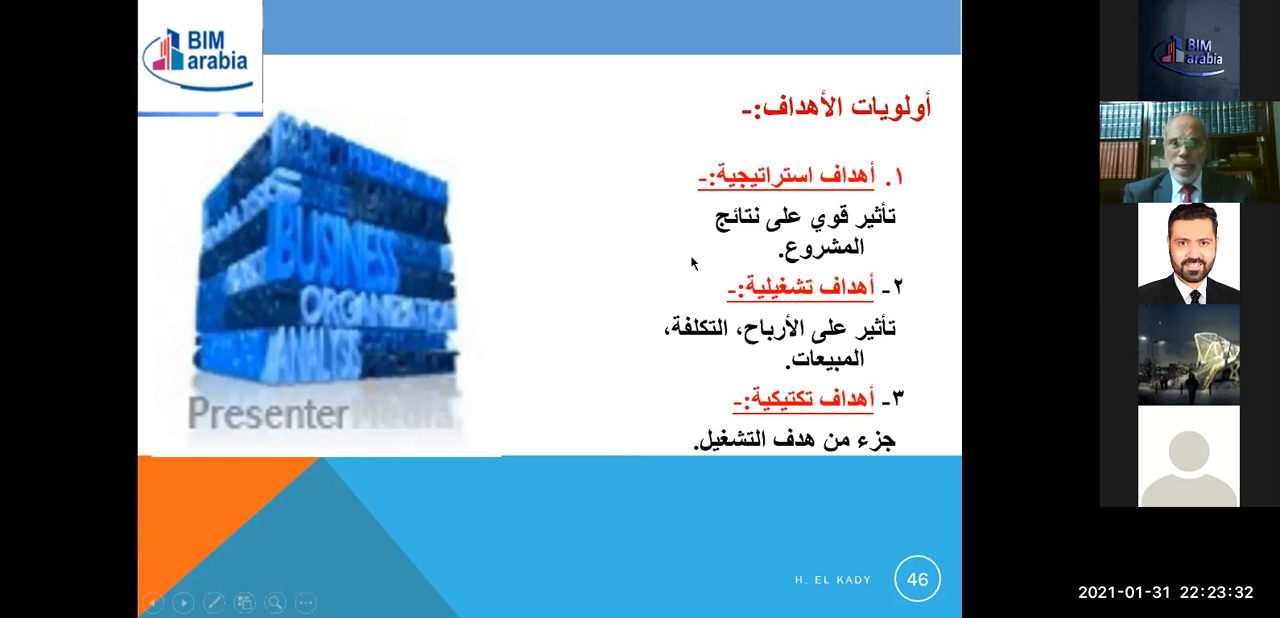 BIM
arabia
أولويات الأهداف:-
١. أهداف استراتيجية:-
تأثير قوي على نتائج
المشروع.
٢- أهداف تشغيلية:-
تأثير على الأرباح، التكلفة،
المبيعات.
٣- أهداف تكتيكية:-
جزء من هدف التشغيل.
BUSINESS
ORGANIZATION
ANALYSIS
PresenterMedia
H. EL KADY
46
BIM
arabia
2021-01-31 22:23:32